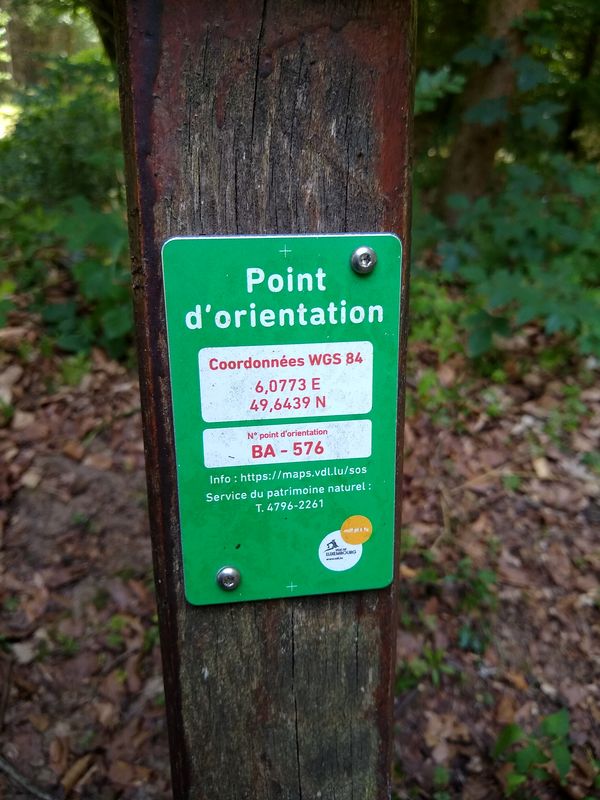 Point
d'orientation
Coordonnées WGS 84
6,0773 E
49,6439 N
N° point d'orientation
BA - 576
Info : https://maps.vdl.lu/sos
Service du patrimoine naturel :
T. 4796-2261
LUXEMBOURG